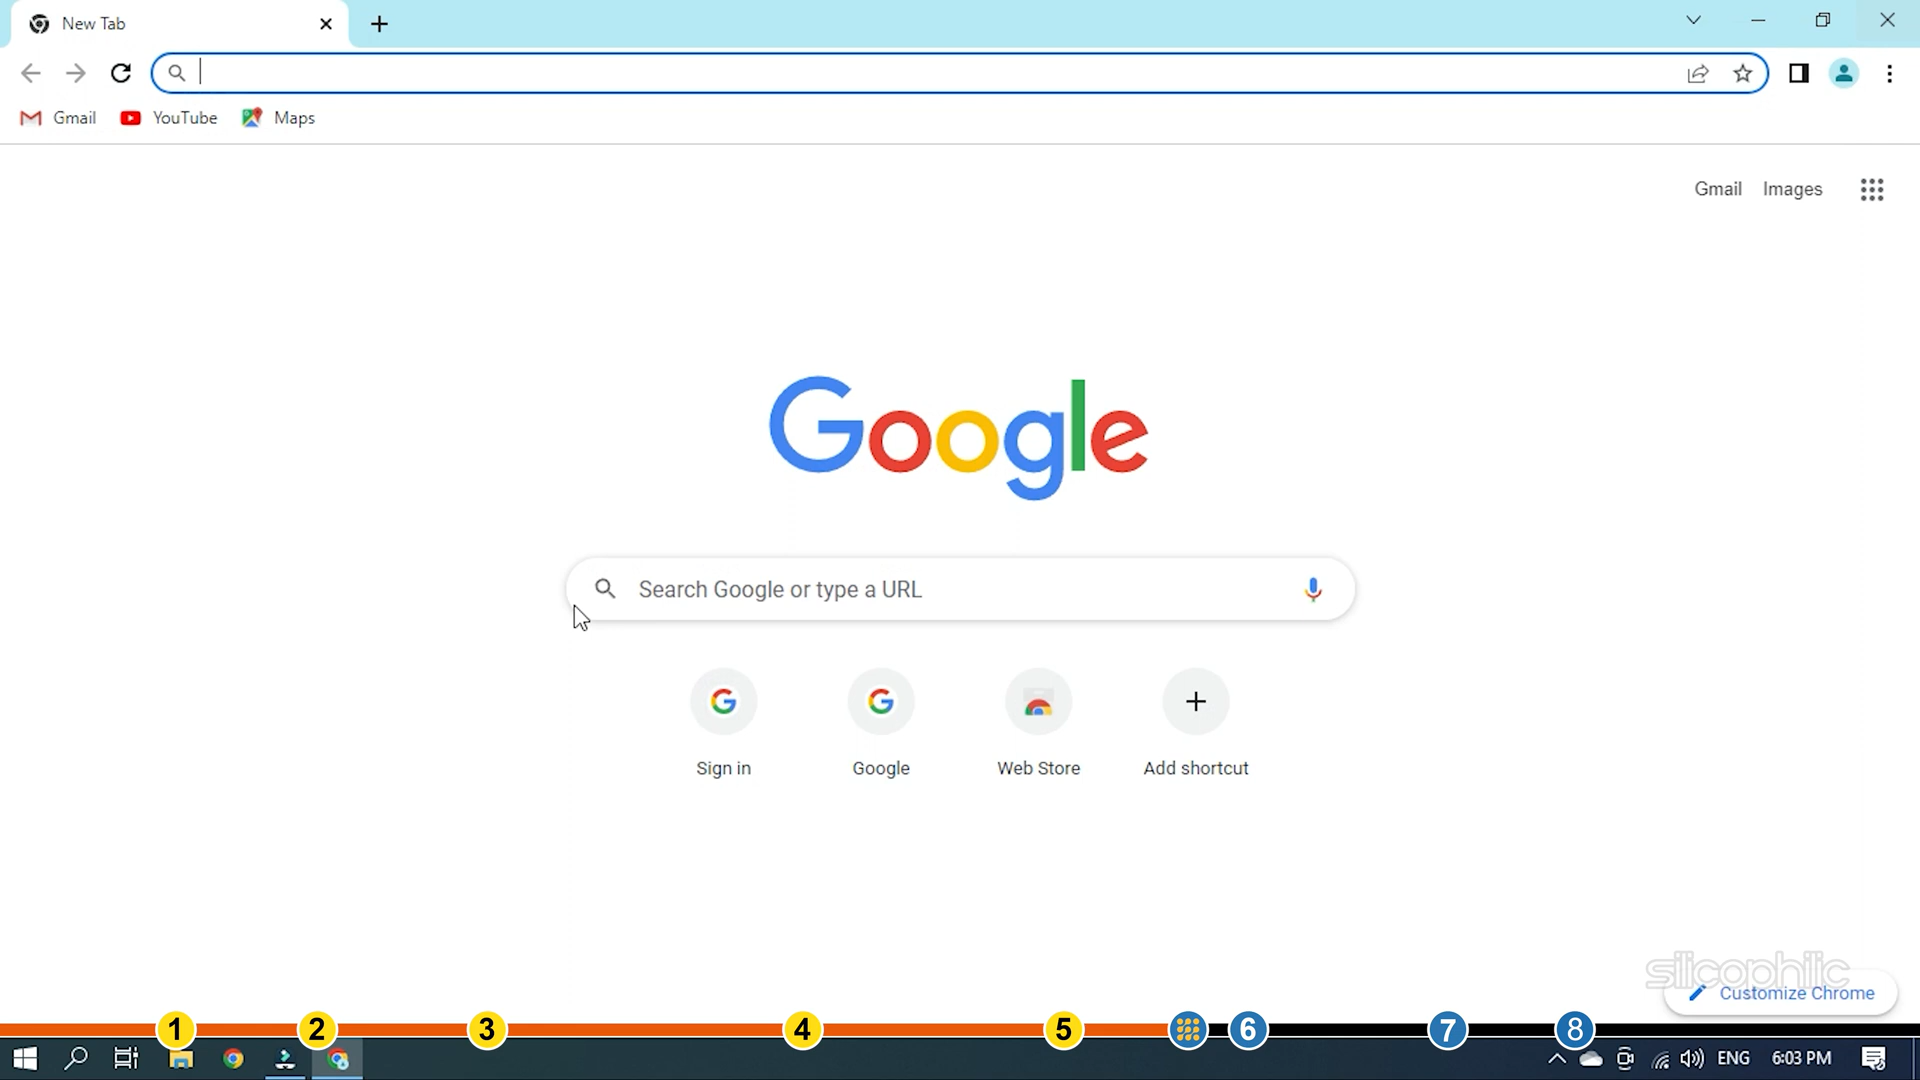 New Tab
Gmail YouTube Maps
Gmail Images
Google
Search Google or type a URL
Sign in Google Web Store Add shortcut
silicophilic
Customize Chrome
1 2 3 4 5 6 7 8
ENG 6:03 PM